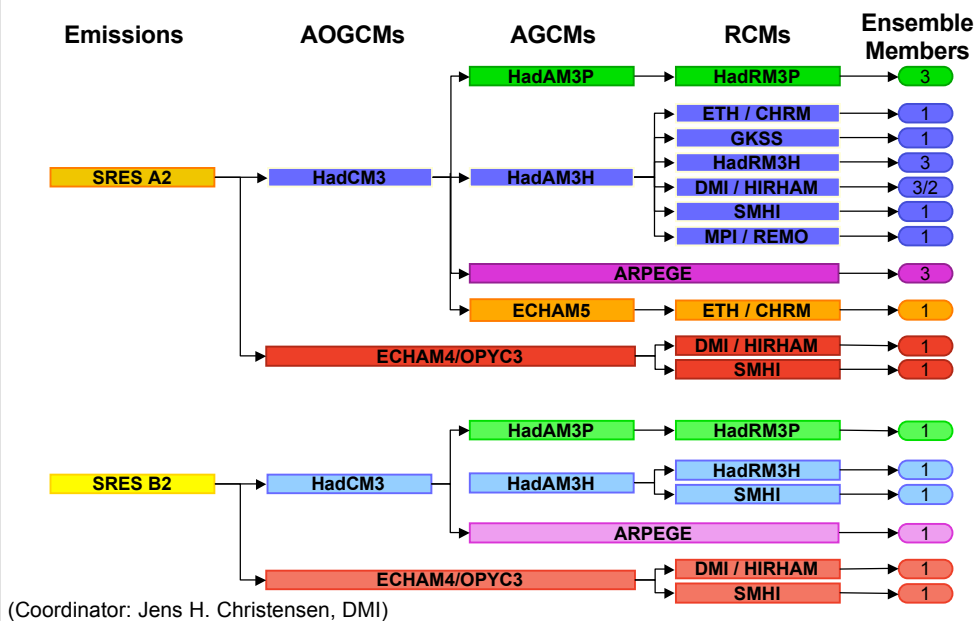 Emissions AOGCMs AGCMs RCMs Ensemble Members
HadAM3P HadRM3P 3
ETH / CHRM 1
GKSS 1
HadRM3H 3
SRES A2 HadCM3 HadAM3H DMI / HIRHAM 3/2
SMHI 1
MPI / REMO 1
ARPEGE 3
ECHAM5 ETH / CHRM 1
ECHAM4/OPYC3 DMI / HIRHAM 1
SMHI 1
HadAM3P HadRM3P 1
SRES B2 HadCM3 HadAM3H HadRM3H 1
SMHI 1
ARPEGE 1
ECHAM4/OPYC3 DMI / HIRHAM 1
SMHI 1
(Coordinator: Jens H. Christensen, DMI)